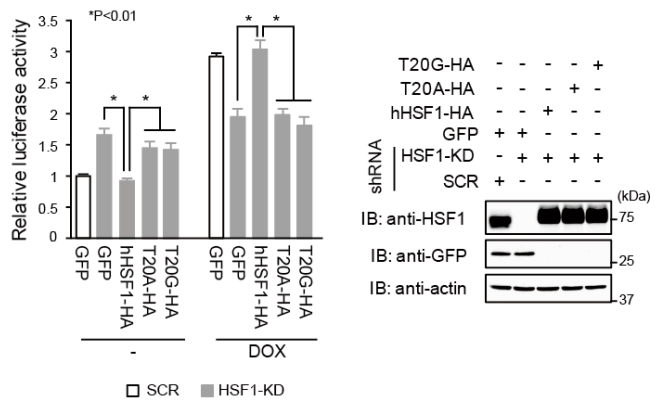 *P<0.01
Relative luciferase activity
3.5
3
2.5
2
1.5
1
0.5
0
* * * *
GFP
GFP
hHSF1-HA
T20A-HA
T20G-HA
GFP
GFP
hHSF1-HA
T20A-HA
T20G-HA
- DOX
SCR HSF1-KD
T20G-HA - - - - +
T20A-HA - - - + -
hHSF1-HA - - + - -
GFP + + - - -
shRNA
HSF1-KD - + + + +
SCR + - - - -
(kDa)
IB: anti-HSF1 75
IB: anti-GFP 25
IB: anti-actin 37